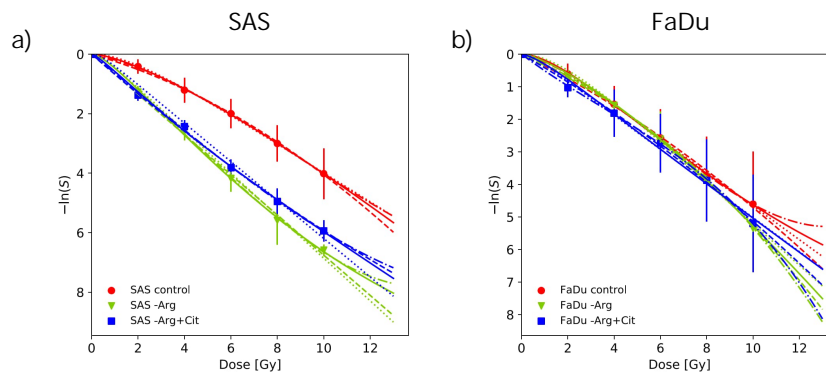 SAS
FaDu
a)
b)
0
2
4
6
8
−ln(S)
0 2 4 6 8 10 12
Dose [Gy]
SAS control
SAS -Arg
SAS -Arg+Cit
0
1
2
3
4
5
6
7
8
−ln(S)
0 2 4 6 8 10 12
Dose [Gy]
FaDu control
FaDu -Arg
FaDu -Arg+Cit